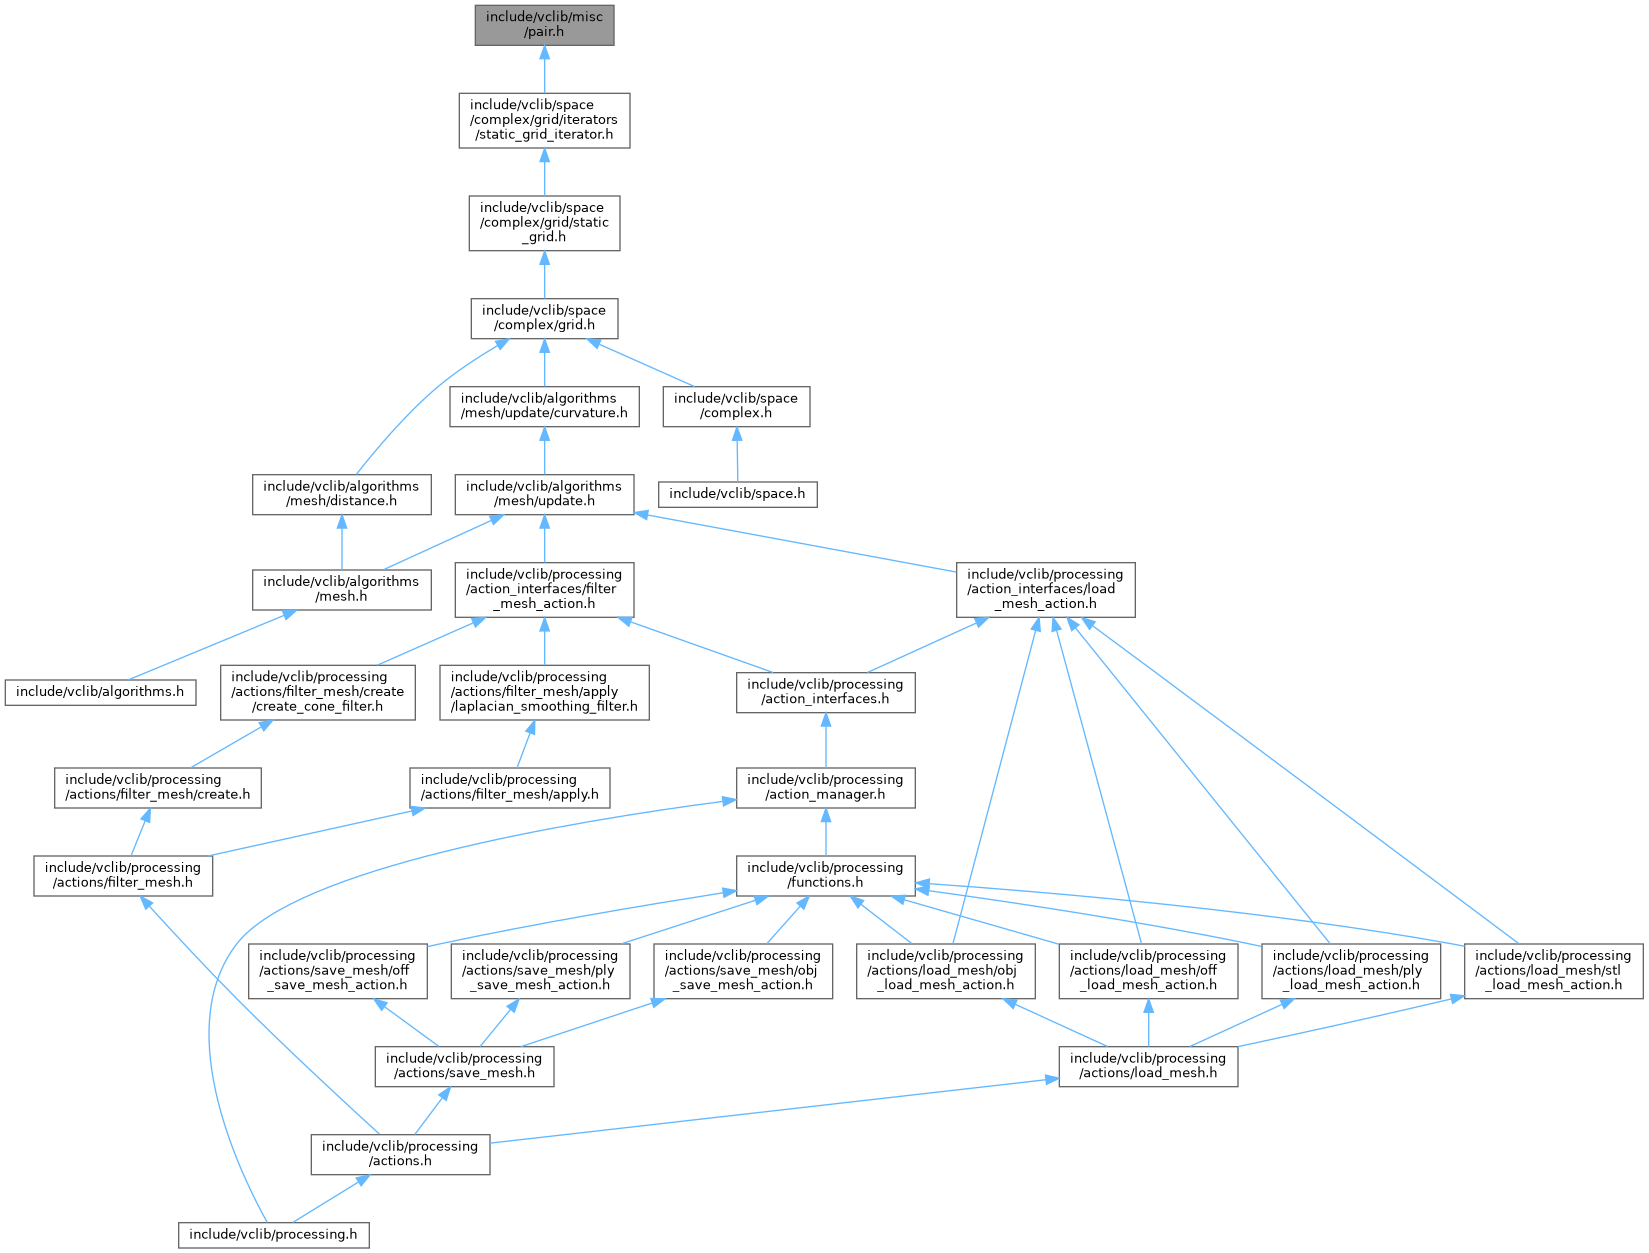 include/vclib/misc
/pair.h
include/vclib/space
/complex/grid/iterators
/static_grid_iterator.h
include/vclib/space
/complex/grid/static
_grid.h
include/vclib/space
/complex/grid.h
include/vclib/algorithms
/mesh/update/curvature.h
include/vclib/space
/complex.h
include/vclib/algorithms
/mesh/distance.h
include/vclib/algorithms
/mesh/update.h
include/vclib/space.h
include/vclib/algorithms
/mesh.h
include/vclib/processing
/action_interfaces/filter
_mesh_action.h
include/vclib/processing
/action_interfaces/load
_mesh_action.h
include/vclib/algorithms.h
include/vclib/processing
/actions/filter_mesh/create
/create_cone_filter.h
include/vclib/processing
/actions/filter_mesh/apply
/laplacian_smoothing_filter.h
include/vclib/processing
/action_interfaces.h
include/vclib/processing
/actions/filter_mesh/create.h
include/vclib/processing
/actions/filter_mesh/apply.h
include/vclib/processing
/action_manager.h
include/vclib/processing
/actions/filter_mesh.h
include/vclib/processing
/functions.h
include/vclib/processing
/actions/save_mesh/off
_save_mesh_action.h
include/vclib/processing
/actions/save_mesh/ply
_save_mesh_action.h
include/vclib/processing
/actions/save_mesh/obj
_save_mesh_action.h
include/vclib/processing
/actions/load_mesh/obj
_load_mesh_action.h
include/vclib/processing
/actions/load_mesh/off
_load_mesh_action.h
include/vclib/processing
/actions/load_mesh/ply
_load_mesh_action.h
include/vclib/processing
/actions/load_mesh/stl
_load_mesh_action.h
include/vclib/processing
/actions/save_mesh.h
include/vclib/processing
/actions/load_mesh.h
include/vclib/processing
/actions.h
include/vclib/processing.h